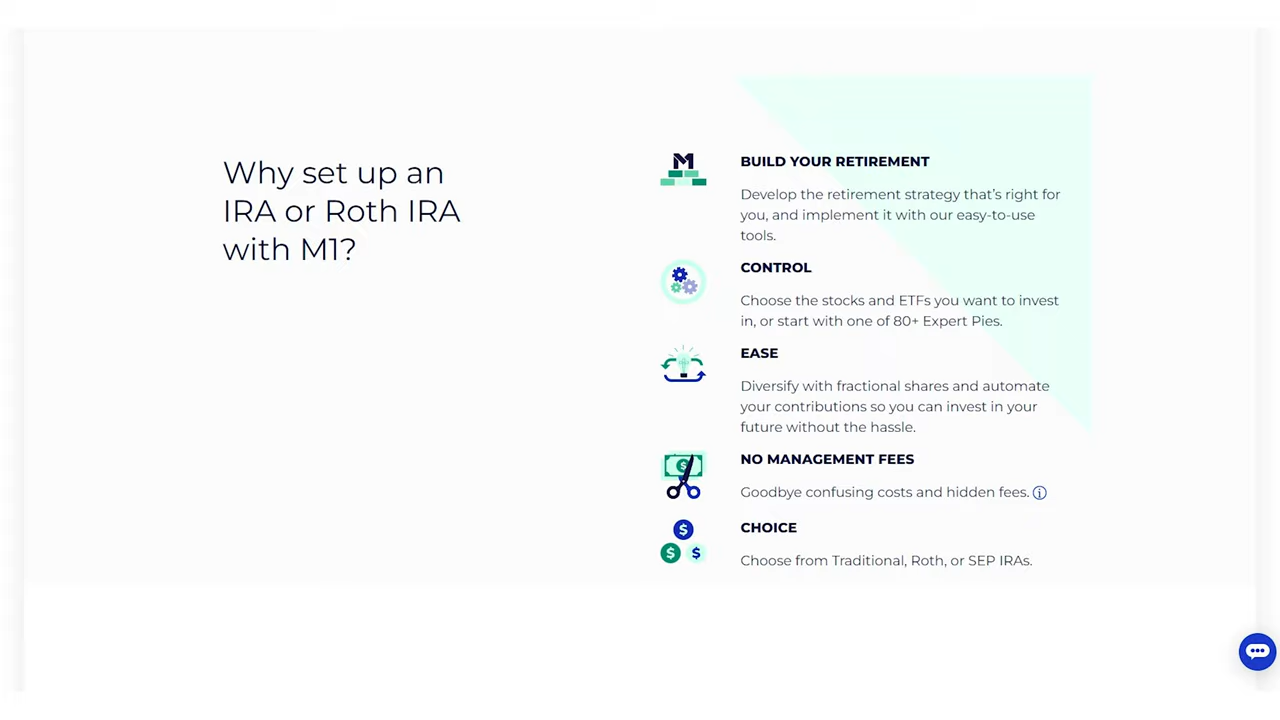 Why set up an
IRA or Roth IRA
with M1?
BUILD YOUR RETIREMENT
Develop the retirement strategy that’s right for
you, and implement it with our easy-to-use
tools.
CONTROL
Choose the stocks and ETFs you want to invest
in, or start with one of 80+ Expert Pies.
EASE
Diversify with fractional shares and automate
your contributions so you can invest in your
future without the hassle.
NO MANAGEMENT FEES
Goodbye confusing costs and hidden fees.
CHOICE
Choose from Traditional, Roth, or SEP IRAs.